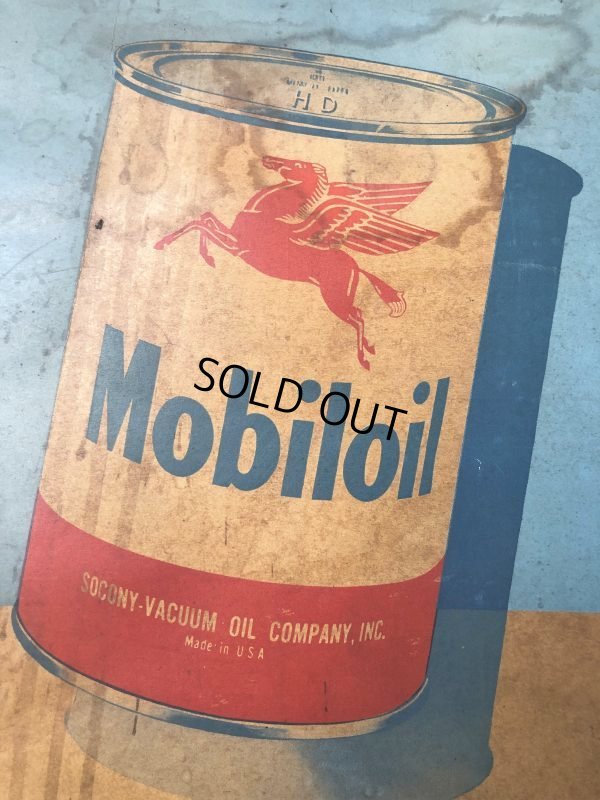 HD
Mobiloil
SOLD OUT
SOCONY-VACUUM OIL COMPANY, INC.
Made in USA